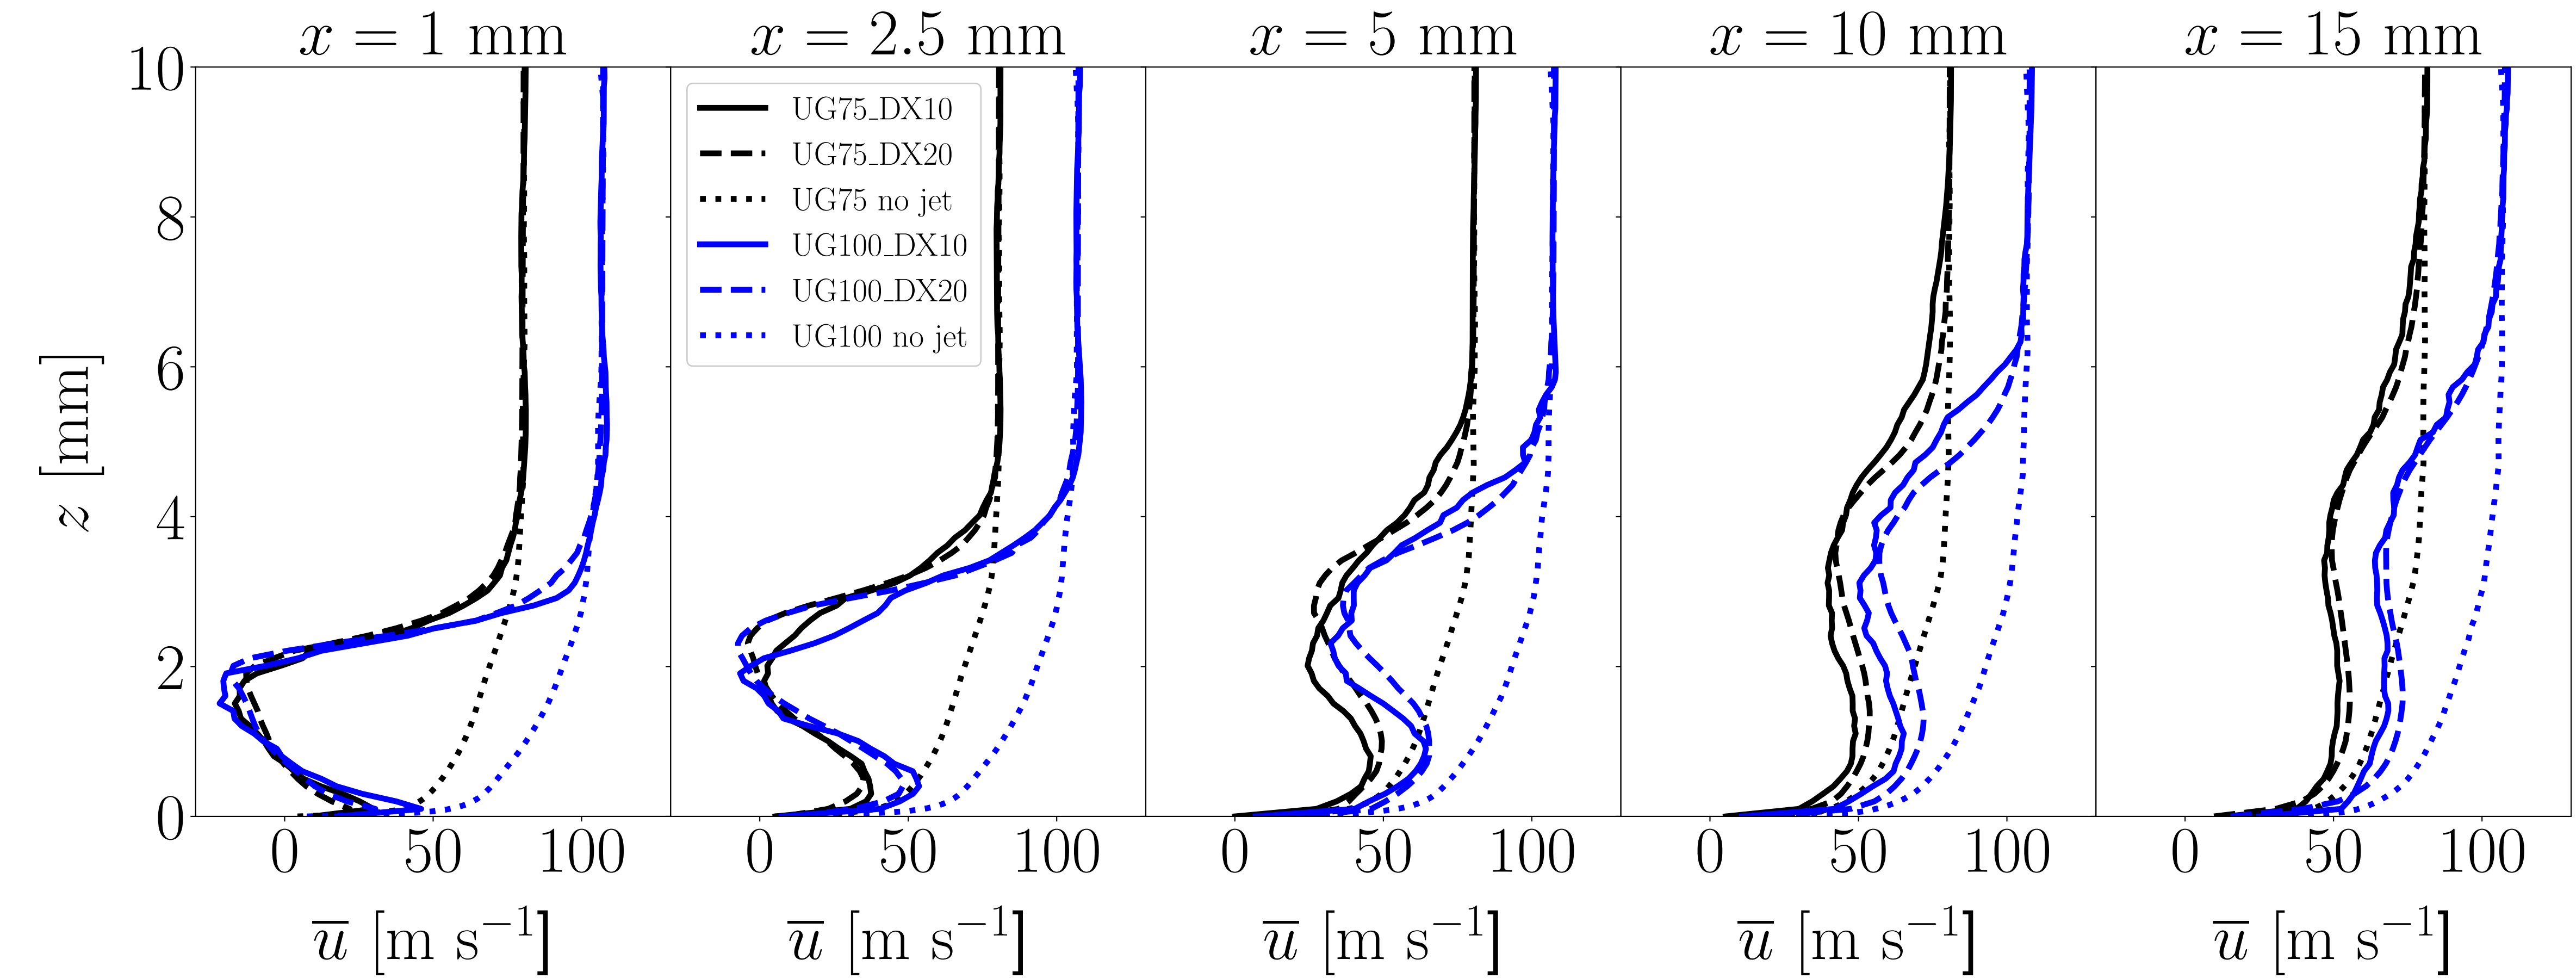 x = 1 mm
x = 2.5 mm
x = 5 mm
x = 10 mm
x = 15 mm
z [mm]
10
8
6
4
2
0
UG75_DX10
UG75_DX20
UG75 no jet
UG100_DX10
UG100_DX20
UG100 no jet
0 50 100
0 50 100
0 50 100
0 50 100
0 50 100
u̅ [m s⁻¹]
u̅ [m s⁻¹]
u̅ [m s⁻¹]
u̅ [m s⁻¹]
u̅ [m s⁻¹]